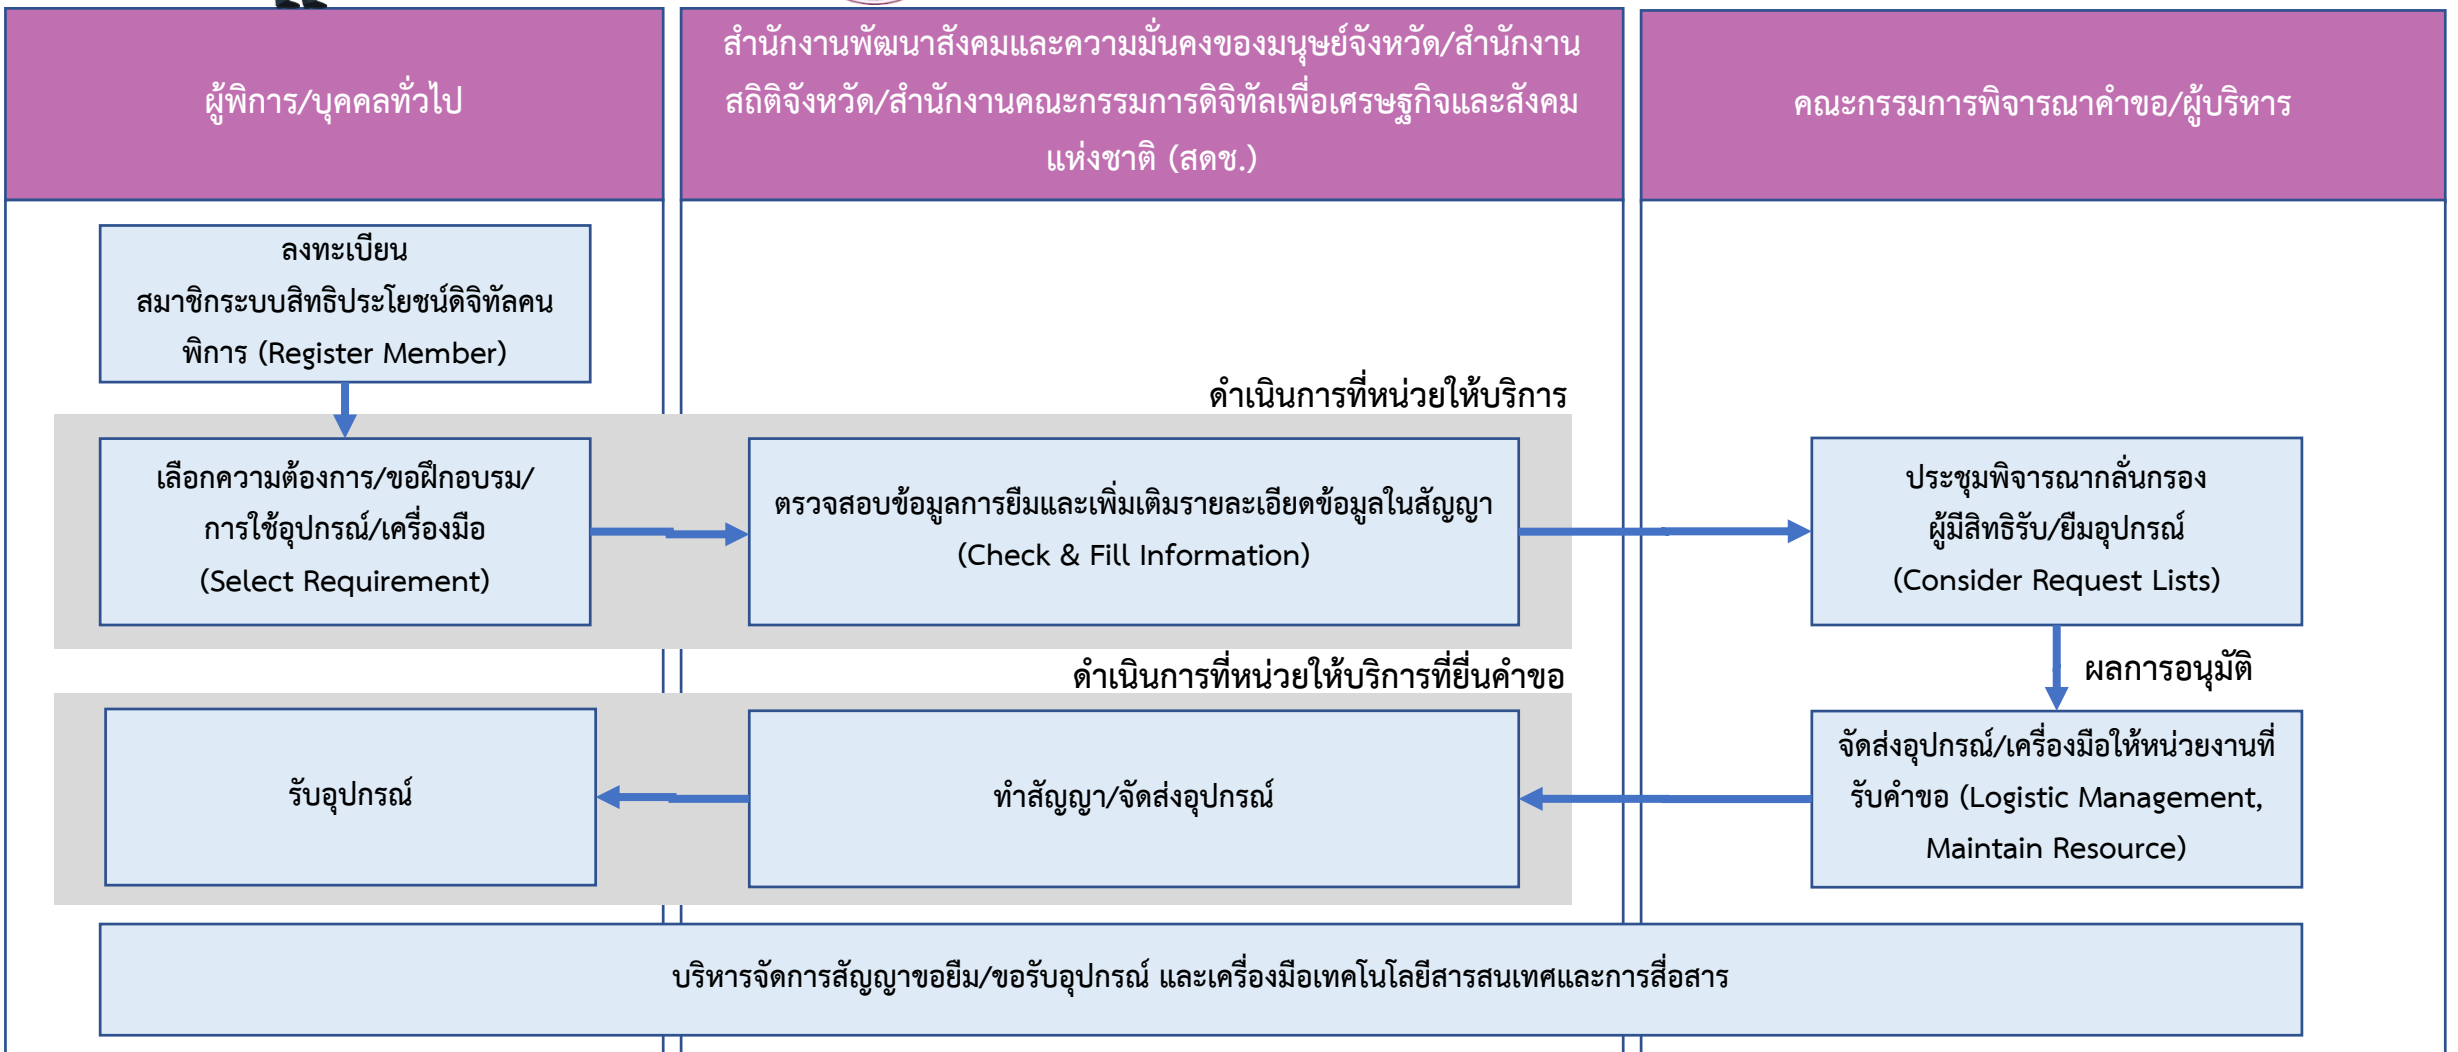 ผู้พิการ/บุคคลทั่วไป
สำนักงานพัฒนาสังคมและความมั่นคงของมนุษย์จังหวัด/สำนักงาน
สถิติจังหวัด/สำนักงานคณะกรรมการดิจิทัลเพื่อเศรษฐกิจและสังคม
แห่งชาติ (สดช.)
คณะกรรมการพิจารณาคำขอ/ผู้บริหาร
ลงทะเบียน
สมาชิกระบบสิทธิประโยชน์ดิจิทัลคน
พิการ (Register Member)
ดำเนินการที่หน่วยให้บริการ
เลือกความต้องการ/ขอฝึกอบรม/
การใช้อุปกรณ์/เครื่องมือ
(Select Requirement)
ตรวจสอบข้อมูลการยืมและเพิ่มเติมรายละเอียดข้อมูลในสัญญา
(Check & Fill Information)
ประชุมพิจารณากลั่นกรอง
ผู้มีสิทธิรับ/ยืมอุปกรณ์
(Consider Request Lists)
ผลการอนุมัติ
ดำเนินการที่หน่วยให้บริการที่ยื่นคำขอ
รับอุปกรณ์
ทำสัญญา/จัดส่งอุปกรณ์
จัดส่งอุปกรณ์/เครื่องมือให้หน่วยงานที่
รับคำขอ (Logistic Management,
Maintain Resource)
บริหารจัดการสัญญาขอยืม/ขอรับอุปกรณ์ และเครื่องมือเทคโนโลยีสารสนเทศและการสื่อสาร